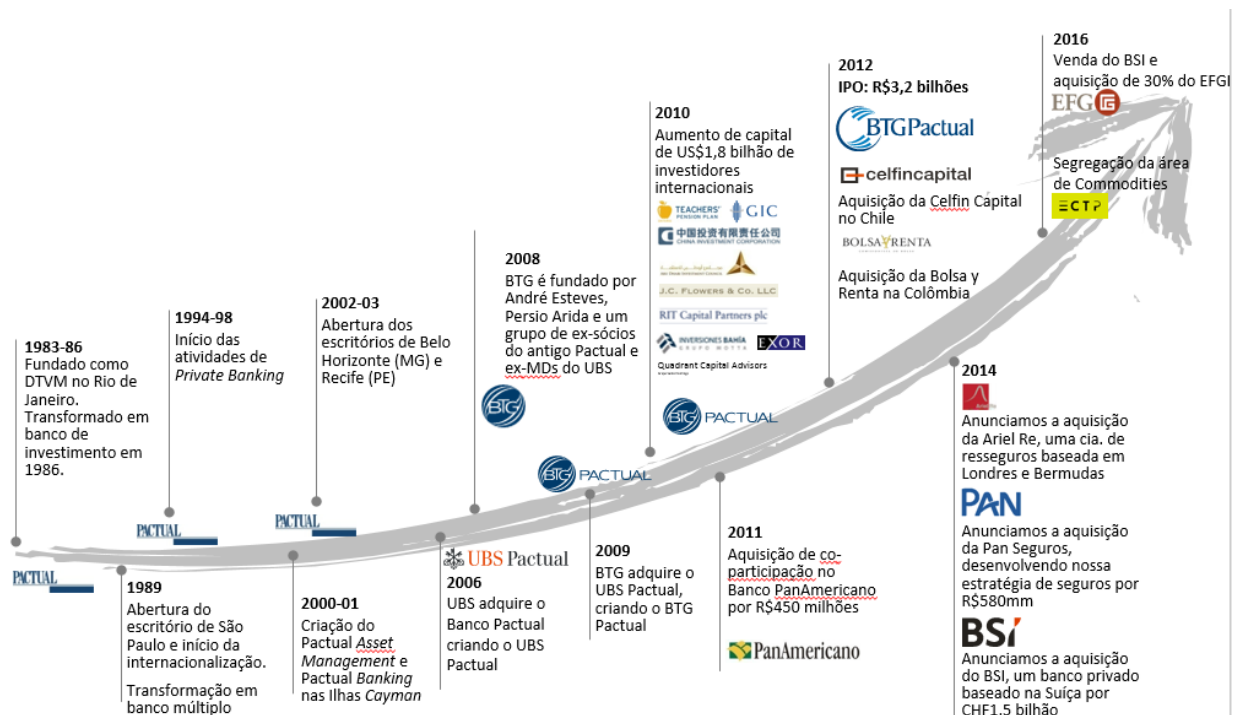 1983-86
Fundado como
DTVM no Rio de
Janeiro.
Transformado em
banco de
investimento em
1986.
PACTUAL
1989
Abertura do
escritório de São
Paulo e início da
internacionalização.
Transformação em
banco múltiplo
1994-98
Início das
atividades de
Private Banking
PACTUAL
2000-01
Criação do
Pactual Asset
Management e
Pactual Banking
nas Ilhas Cayman
2002-03
Abertura dos
escritórios de Belo
Horizonte (MG) e
Recife (PE)
PACTUAL
UBS Pactual
2006
UBS adquire o
Banco Pactual
criando o UBS
Pactual
2008
BTG é fundado por
André Esteves,
Persio Arida e um
grupo de ex-sócios
do antigo Pactual e
ex-MDs do UBS
BTG
BTG PACTUAL
2009
BTG adquire o
UBS Pactual,
criando o BTG
Pactual
2010
Aumento de capital
de US$1,8 bilhão de
investidores
internacionais
TEACHERS'
PENSION PLAN
GIC
中国投资有限责任公司
CHINA INVESTMENT CORPORATION
J.C. FLOWERS & CO. LLC
RIT Capital Partners plc
INVERSIONES BAHÍA
GRUPO MOTTA
EXOR
Quadrant Capital Advisors
BTG PACTUAL
2011
Aquisição de co-
participação no
Banco PanAmericano
por R$450 milhões
PanAmericano
2012
IPO: R$3,2 bilhões
BTGPactual
celfincapital
Aquisição da Celfin Capital
no Chile
BOLSA Y RENTA
Aquisição da Bolsa y
Renta na Colômbia
2014
Anunciamos a aquisição
da Ariel Re, uma cia. de
resseguros baseada em
Londres e Bermudas
PAN
Anunciamos a aquisição
da Pan Seguros,
desenvolvendo nossa
estratégia de seguros por
R$580mm
BSI
Anunciamos a aquisição
do BSI, um banco privado
baseado na Suíça por
CHF1,5 bilhão
2016
Venda do BSI e
aquisição de 30% do EFGI
EFG
Segregação da área
de Commodities
ECTP